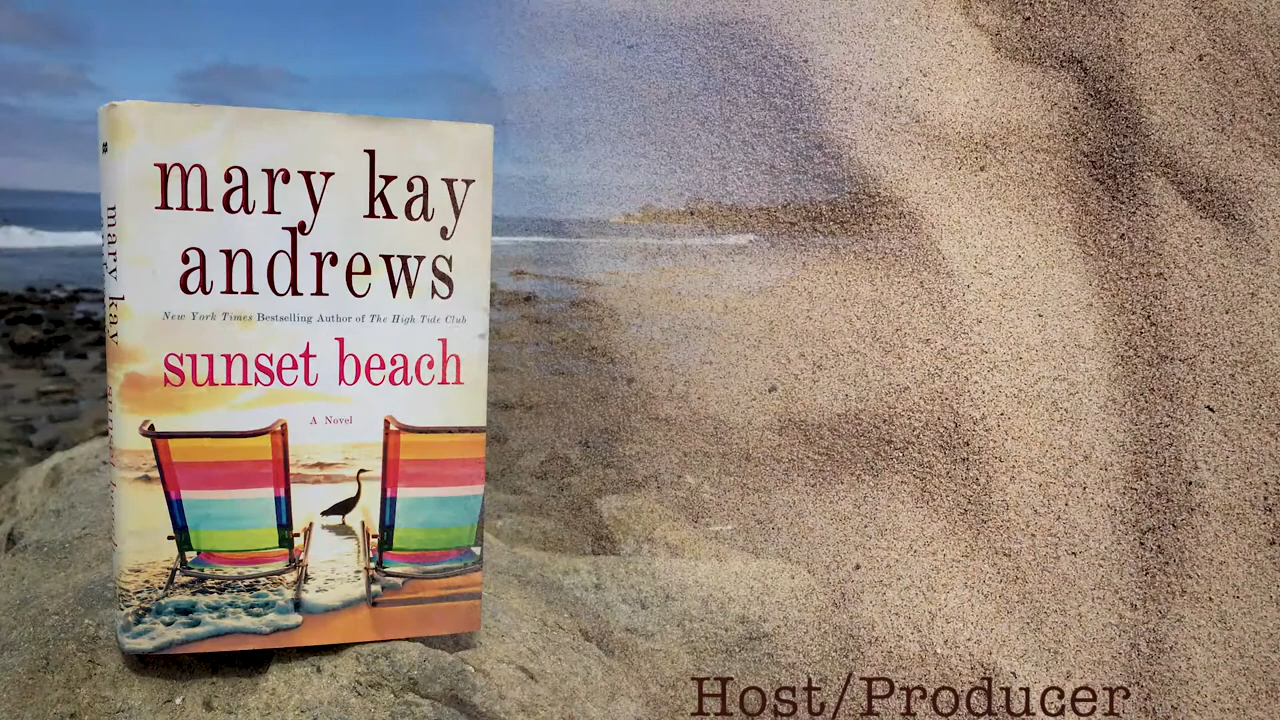 mary kay
andrews
New York Times Bestselling Author of The High Tide Club
sunset beach
A Novel
mary kay
Host/Producer